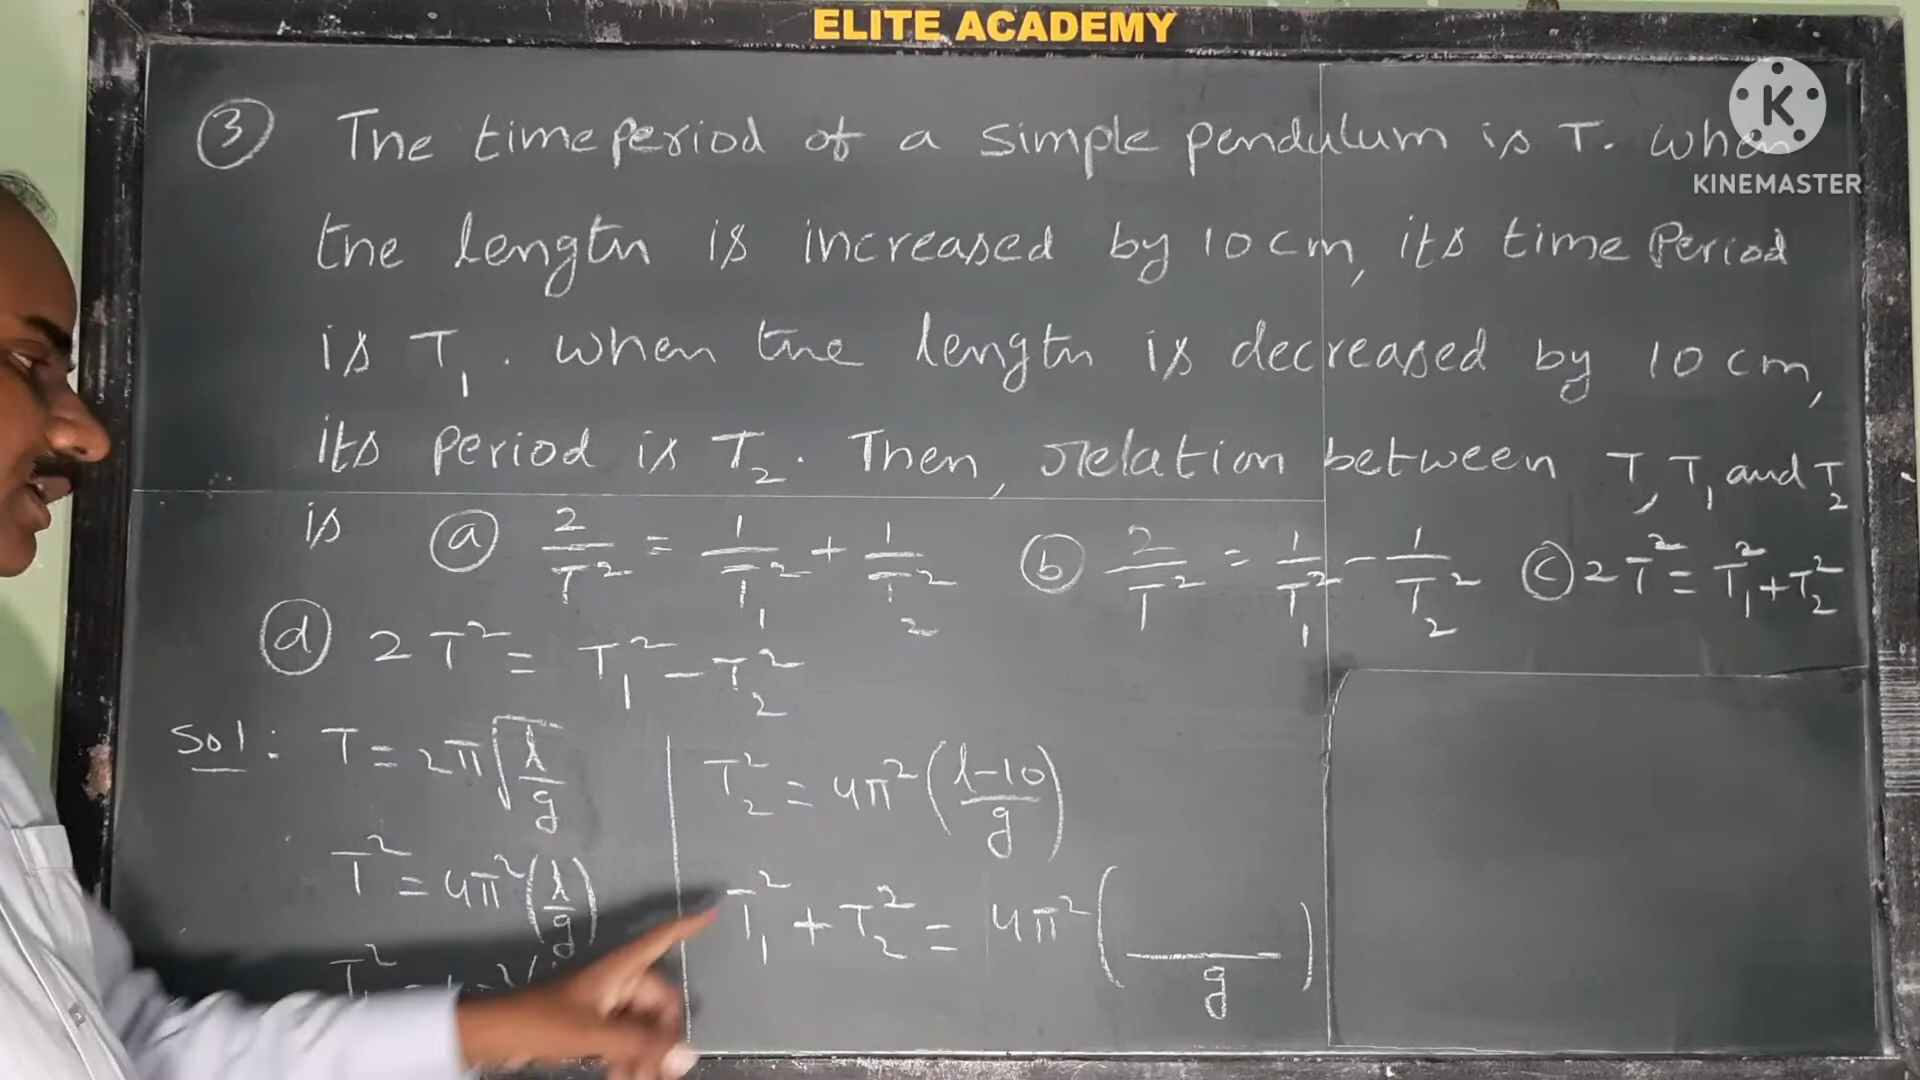 ELITE ACADEMY
K
KINEMASTER
③ The time period of a simple pendulum is T. when
the length is increased by 10 cm, its time Period
is T₁. when the length is decreased by 10 cm,
its period is T₂. Then, relation between T, T₁ and T₂
is ⓐ 2/T² = 1/T₁² + 1/T₂² ⓑ 2/T² = 1/T₁² - 1/T₂² ⓒ 2T² = T₁² + T₂²
ⓓ 2T² = T₁² - T₂²
Sol: T = 2π√(l/g)
T² = 4π²(l/g)
T₂² = 4π²((l-10)/g)
T₁² + T₂² = 4π²( /g)